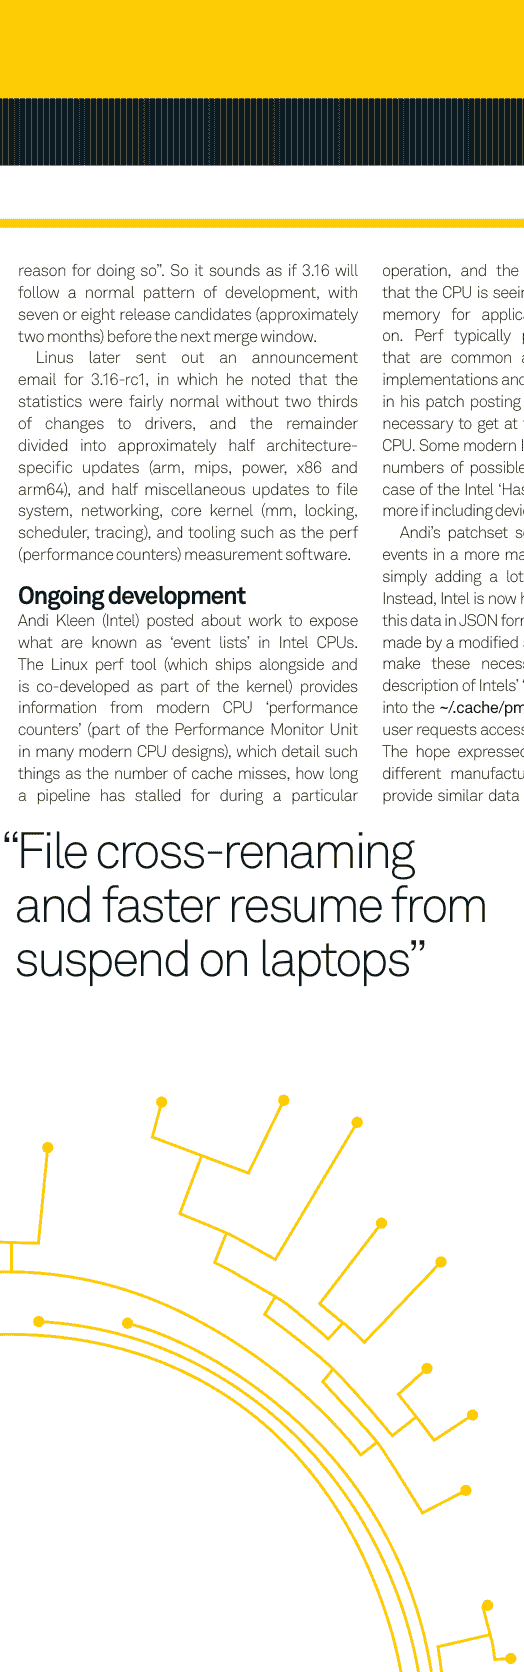 reason for doing so”. So it sounds as if 3.16 will
follow a normal pattern of development, with
seven or eight release candidates (approximately
two months) before the next merge window.
Linus later sent out an announcement
email for 3.16-rc1, in which he noted that the
statistics were fairly normal without two thirds
of changes to drivers, and the remainder
divided into approximately half architecture-
specific updates (arm, mips, power, x86 and
arm64), and half miscellaneous updates to file
system, networking, core kernel (mm, locking,
scheduler, tracing), and tooling such as the perf
(performance counters) measurement software.
Ongoing development
Andi Kleen (Intel) posted about work to expose
what are known as ‘event lists’ in Intel CPUs.
The Linux perf tool (which ships alongside and
is co-developed as part of the kernel) provides
information from modern CPU ‘performance
counters’ (part of the Performance Monitor Unit
in many modern CPU designs), which detail such
things as the number of cache misses, how long
a pipeline has stalled for during a particular
operation, and the
that the CPU is seein
memory for applic
on. Perf typically
that are common
implementations and
in his patch posting
necessary to get at
CPU. Some modern
numbers of possible
case of the Intel ‘Has
more if including devi
Andi’s patchset s
events in a more ma
simply adding a lot
Instead, Intel is now
this data in JSON for
made by a modified
make these neces
description of Intels’
into the ~/.cache/pm
user requests access
The hope expressed
different manufactu
provide similar data
“File cross-renaming
and faster resume from
suspend on laptops”